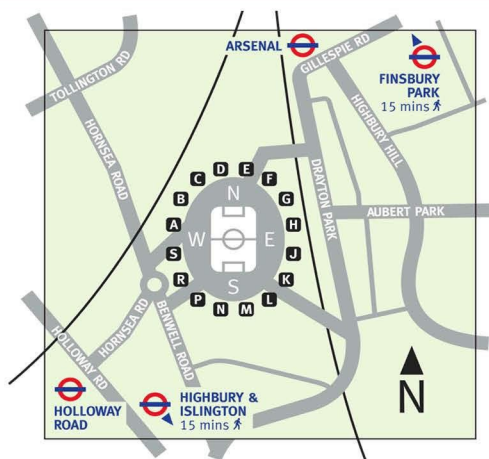 ARSENAL
GILLESPIE RD
FINSBURY
PARK
15 mins
TOLLINGTON RD
HORNSEA ROAD
HIGHBURY HILL
DRAYTON PARK
AUBERT PARK
D
E
C
F
B
G
A
H
S
J
R
K
P
L
N
M
N
W
E
S
HORNSEA RD
BENWELL ROAD
HOLLOWAY RD
HOLLOWAY
ROAD
HIGHBURY &
ISLINGTON
15 mins
N